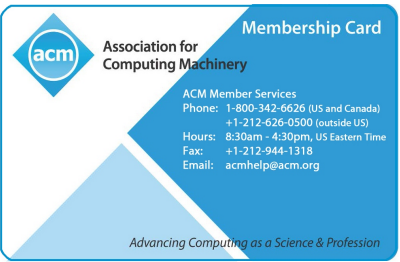 Membership Card
acm
Association for
Computing Machinery
ACM Member Services
Phone: 1-800-342-6626 (US and Canada)
+1-212-626-0500 (outside US)
Hours: 8:30am - 4:30pm, US Eastern Time
Fax: +1-212-944-1318
Email: acmhelp@acm.org
Advancing Computing as a Science & Profession